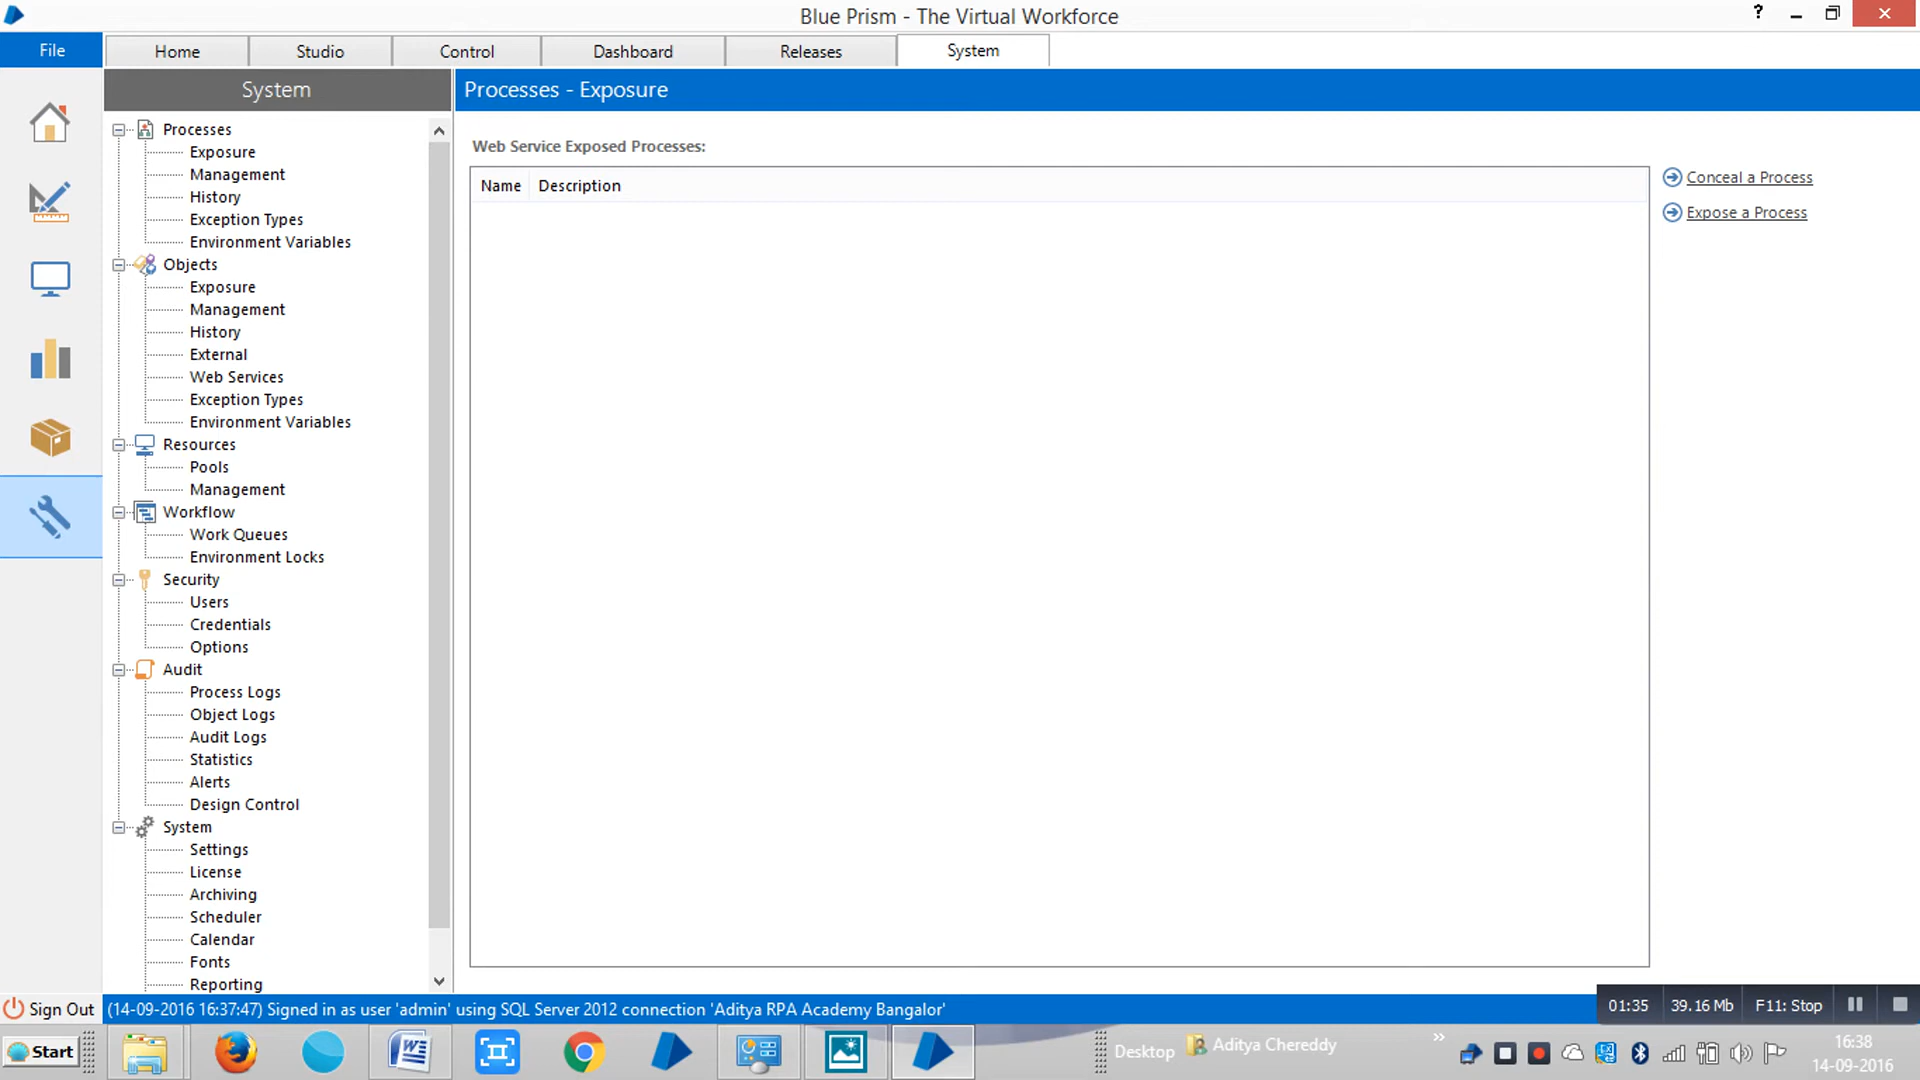 Blue Prism - The Virtual Workforce
?
File
Home
Studio
Control
Dashboard
Releases
System
System
Processes - Exposure
Processes
Exposure
Management
History
Exception Types
Environment Variables
Objects
Exposure
Management
History
External
Web Services
Exception Types
Environment Variables
Resources
Pools
Management
Workflow
Work Queues
Environment Locks
Security
Users
Credentials
Options
Audit
Process Logs
Object Logs
Audit Logs
Statistics
Alerts
Design Control
System
Settings
License
Archiving
Scheduler
Calendar
Fonts
Reporting
Web Service Exposed Processes:
Name Description
Conceal a Process
Expose a Process
Sign Out
(14-09-2016 16:37:47) Signed in as user 'admin' using SQL Server 2012 connection 'Aditya RPA Academy Bangalor'
01:35 39.16 Mb F11: Stop
Start
Desktop
Aditya Chereddy
»
16:38
14-09-2016